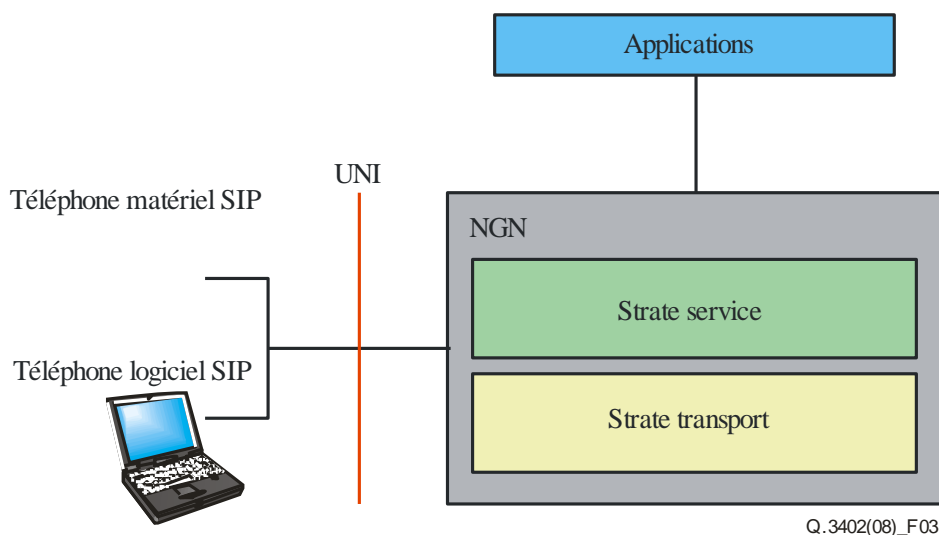 Applications
UNI
Téléphone matériel SIP
NGN
Strate service
Téléphone logiciel SIP
Strate transport
Q.3402(08)_F03